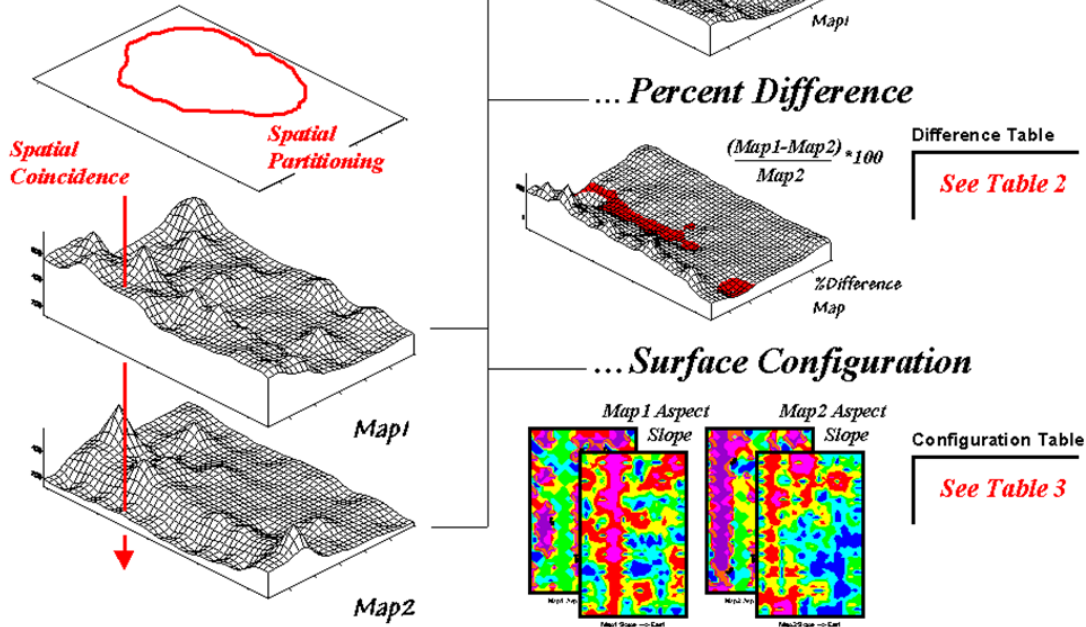 Map1
... Percent Difference
Spatial
Partitioning
Spatial
Coincidence
(Map1-Map2)
*100
Map2
Difference Table
See Table 2
%Difference
Map
Map1
... Surface Configuration
Map1 Aspect
Slope
Map2 Aspect
Slope
Configuration Table
See Table 3
Map2